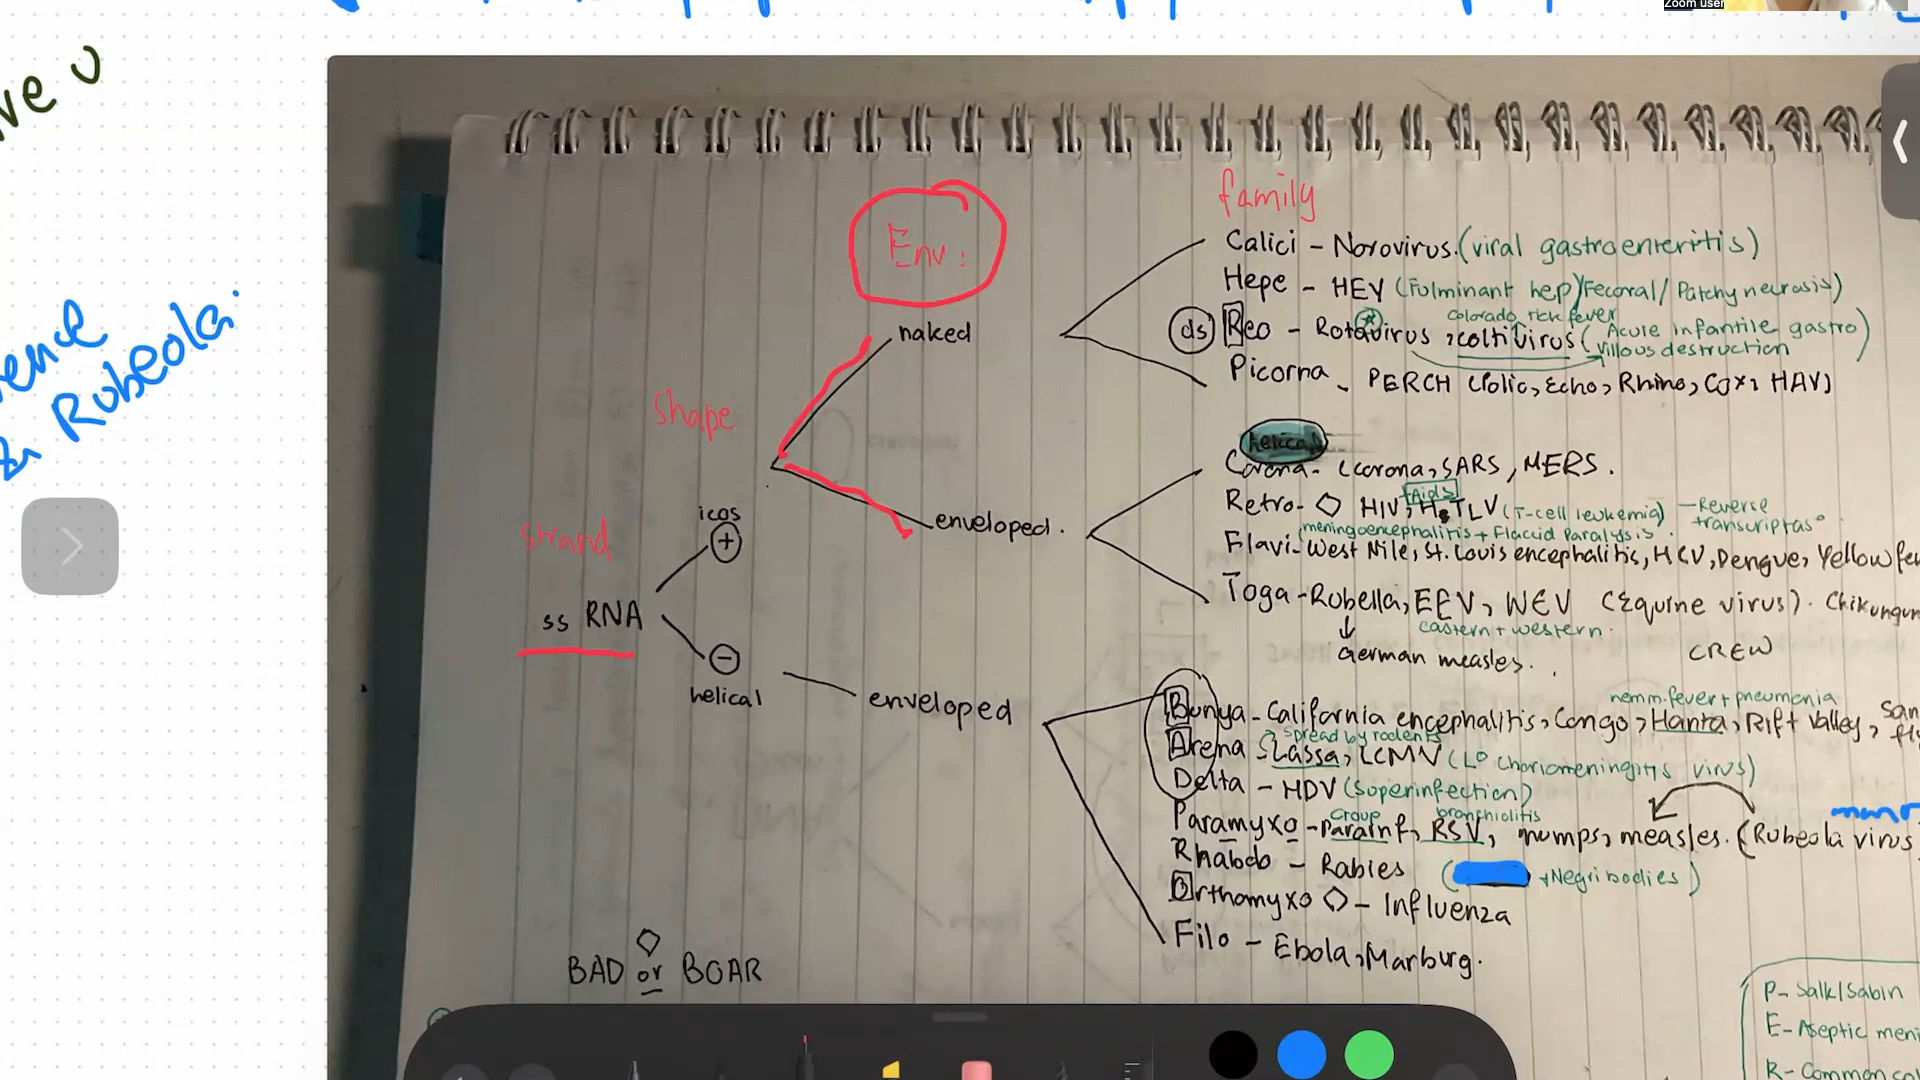 Zoom user
ve
ence
& Rubeola.
family
Env:
Calici - Norovirus.(viral gastroenteritis)
Hepe - HEV (Fulminant hep)/Fecoral/Patchy necrosis)
Colorado tick fever
ds Reo - Rotavirus, coltivirus (Acute infantile gastro)
villous destruction
naked
Picorna - PERCH (Polio, Echo, Rhino, Cox, HAV)
shape
helical
Corona - (corona, SARS, MERS.
Aids
Retro- HIV, HTLV (T-cell leukemia) - Reverse
transcriptase
icos
+
enveloped.
meningoencephalitis + Flaccid Paralysis.
Flavi- West Nile, St. Louis encephalitis, HCV, Dengue, Yellow fe
strand
Toga - Rubella, EEV, WEV (Equine virus). Chikungun
eastern + western.
ss RNA
German measles.
CREW
-
helical
enveloped
hemm. fever + pneumonia
Bunya - California encephalitis, Congo, Hanta, Rift Valley, San
fl
spread by rodents
Arena - Lassa, LCMV (L° choriomeningitis virus)
Delta - HDV (Superinfection)
croup bronchiolitis
Paramyxo - parainf, RSV, mumps, measles. (Rubeola virus
Rhabdo - Rabies ( + Negri bodies)
Orthomyxo - Influenza
Filo - Ebola, Marburg.
BAD or BOAR
P- Salk/Sabin
E- Aseptic meni
R- Common col